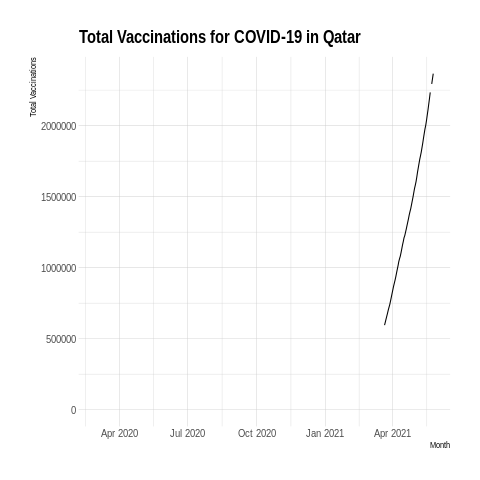 Total Vaccinations for COVID-19 in Qatar
Total Vaccinations
2000000
1500000
1000000
500000
0
Apr 2020 Jul 2020 Oct 2020 Jan 2021 Apr 2021
Month